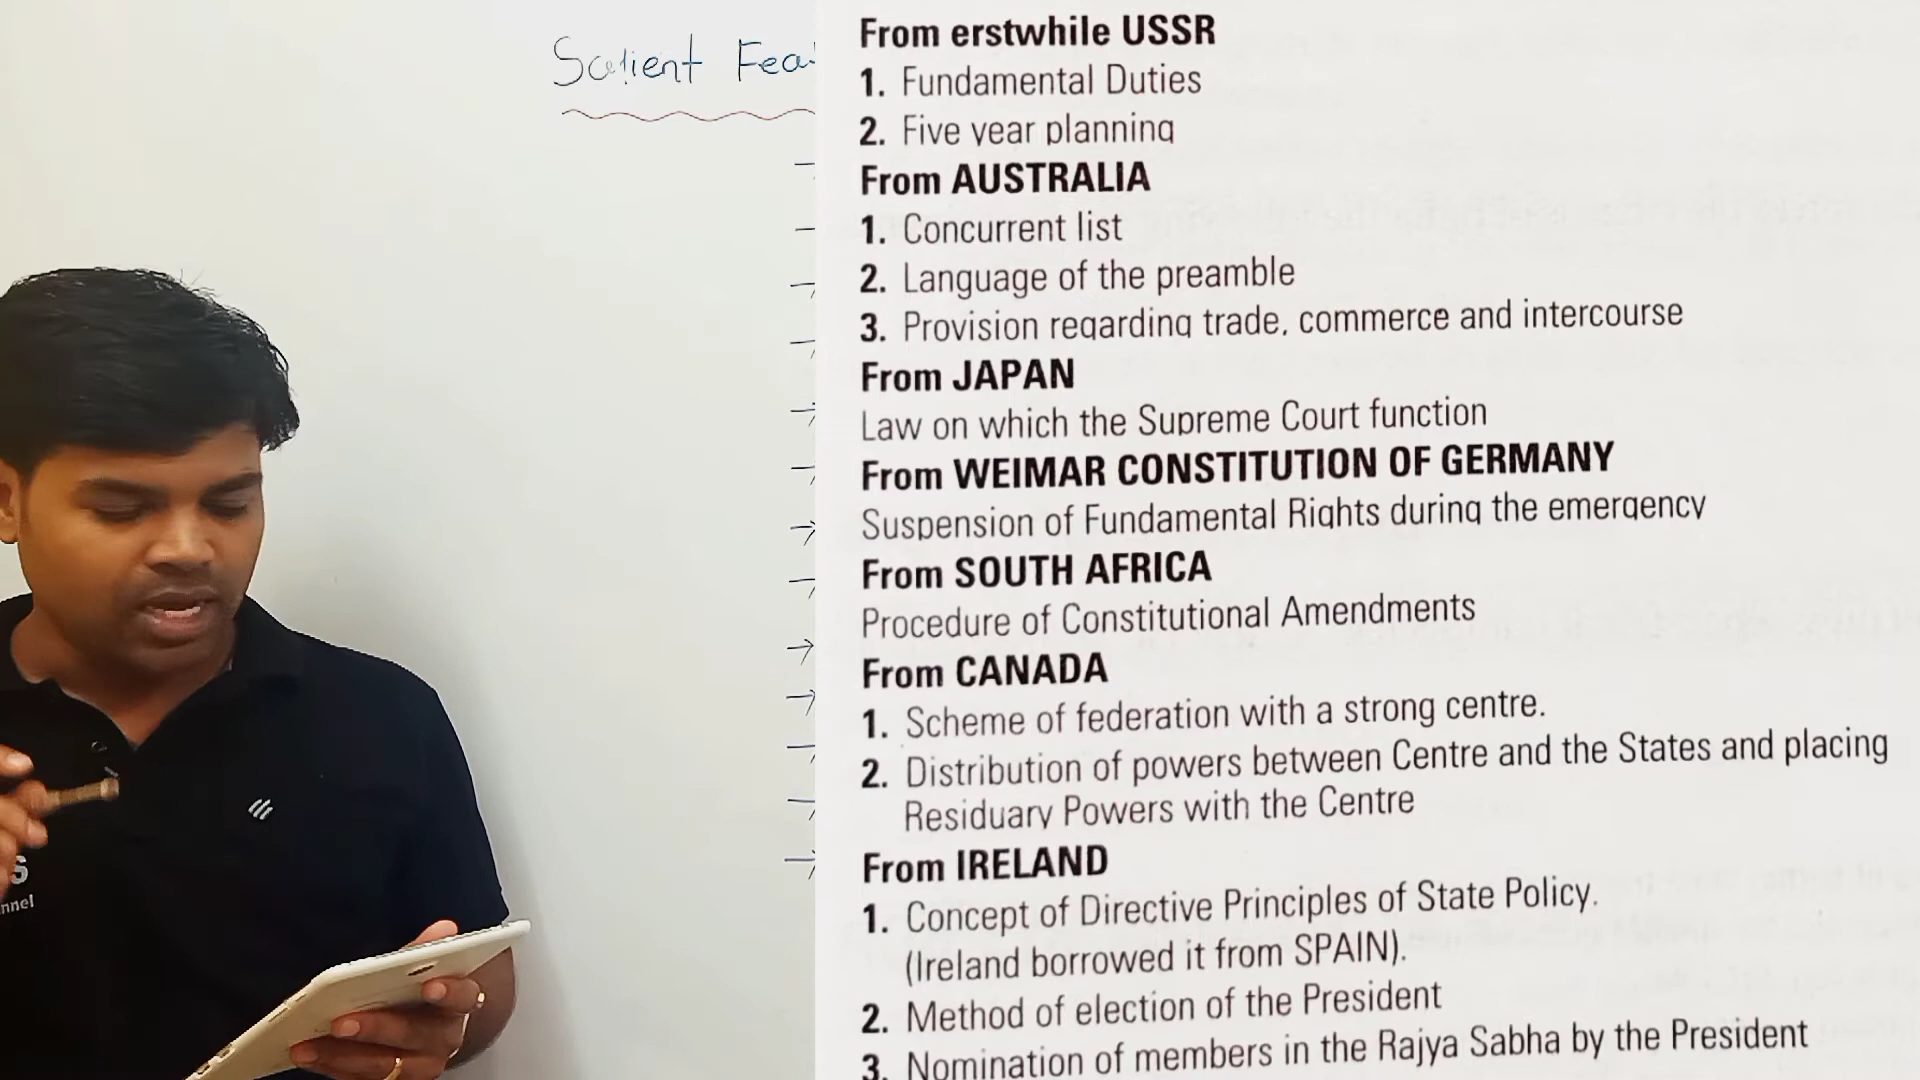 Salient Fea
From erstwhile USSR
1. Fundamental Duties
2. Five year planning
From AUSTRALIA
1. Concurrent list
2. Language of the preamble
3. Provision regarding trade, commerce and intercourse
From JAPAN
Law on which the Supreme Court function
From WEIMAR CONSTITUTION OF GERMANY
Suspension of Fundamental Rights during the emergency
From SOUTH AFRICA
Procedure of Constitutional Amendments
From CANADA
1. Scheme of federation with a strong centre.
2. Distribution of powers between Centre and the States and placing
Residuary Powers with the Centre
From IRELAND
1. Concept of Directive Principles of State Policy.
(Ireland borrowed it from SPAIN).
2. Method of election of the President
3. Nomination of members in the Rajya Sabha by the President
S
nnel